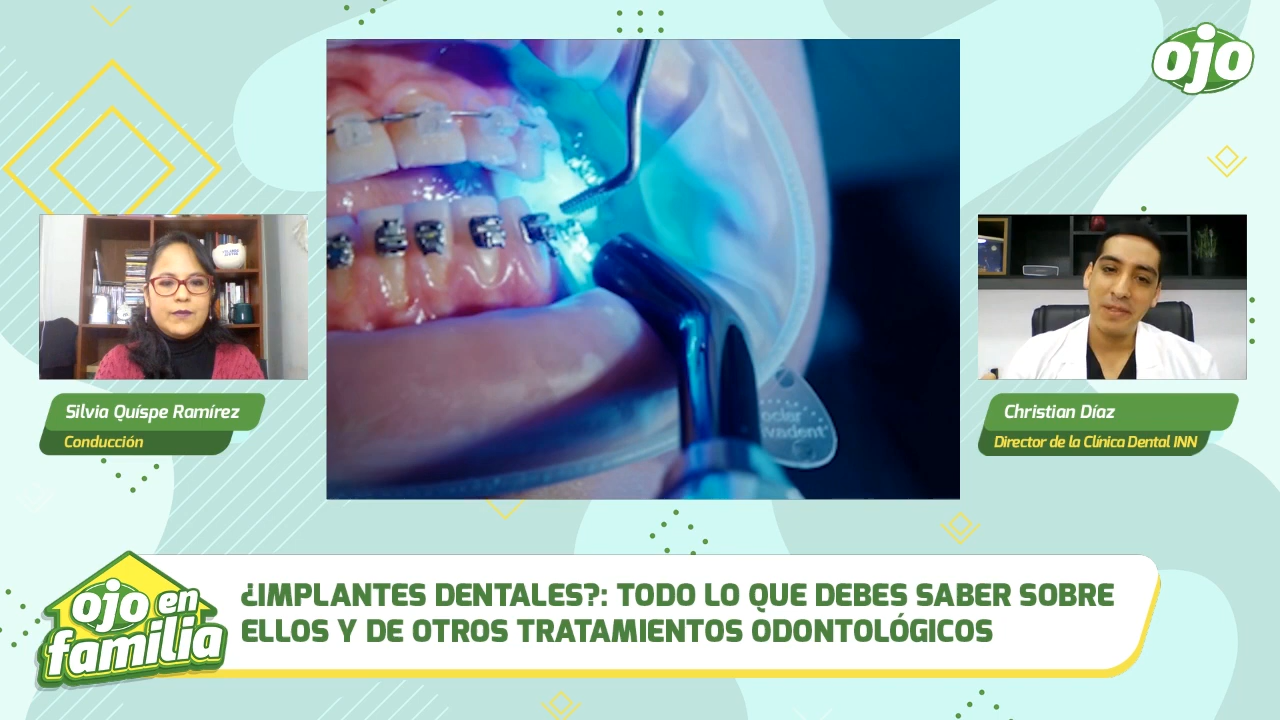 ojo
Silvia Quíspe Ramírez
Conducción
Christian Díaz
Director de la Clínica Dental INN
ojo en
familia
¿IMPLANTES DENTALES?: TODO LO QUE DEBES SABER SOBRE
ELLOS Y DE OTROS TRATAMIENTOS ODONTOLÓGICOS